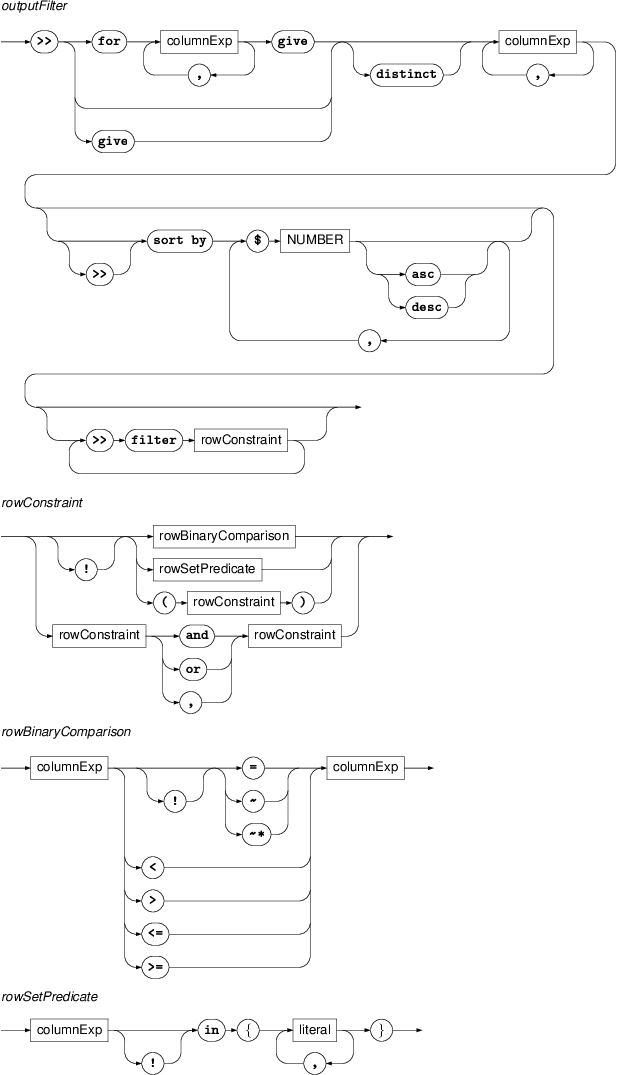 outputFilter
>> for columnExp give columnExp
, distinct ,
give
sort by $ NUMBER
>> asc
desc
,
>> filter rowConstraint
rowConstraint
rowBinaryComparison
! rowSetPredicate
( rowConstraint )
rowConstraint and rowConstraint
or
,
rowBinaryComparison
columnExp = columnExp
! ~
~*
<
>
<=
>=
rowSetPredicate
columnExp in { literal }
! ,